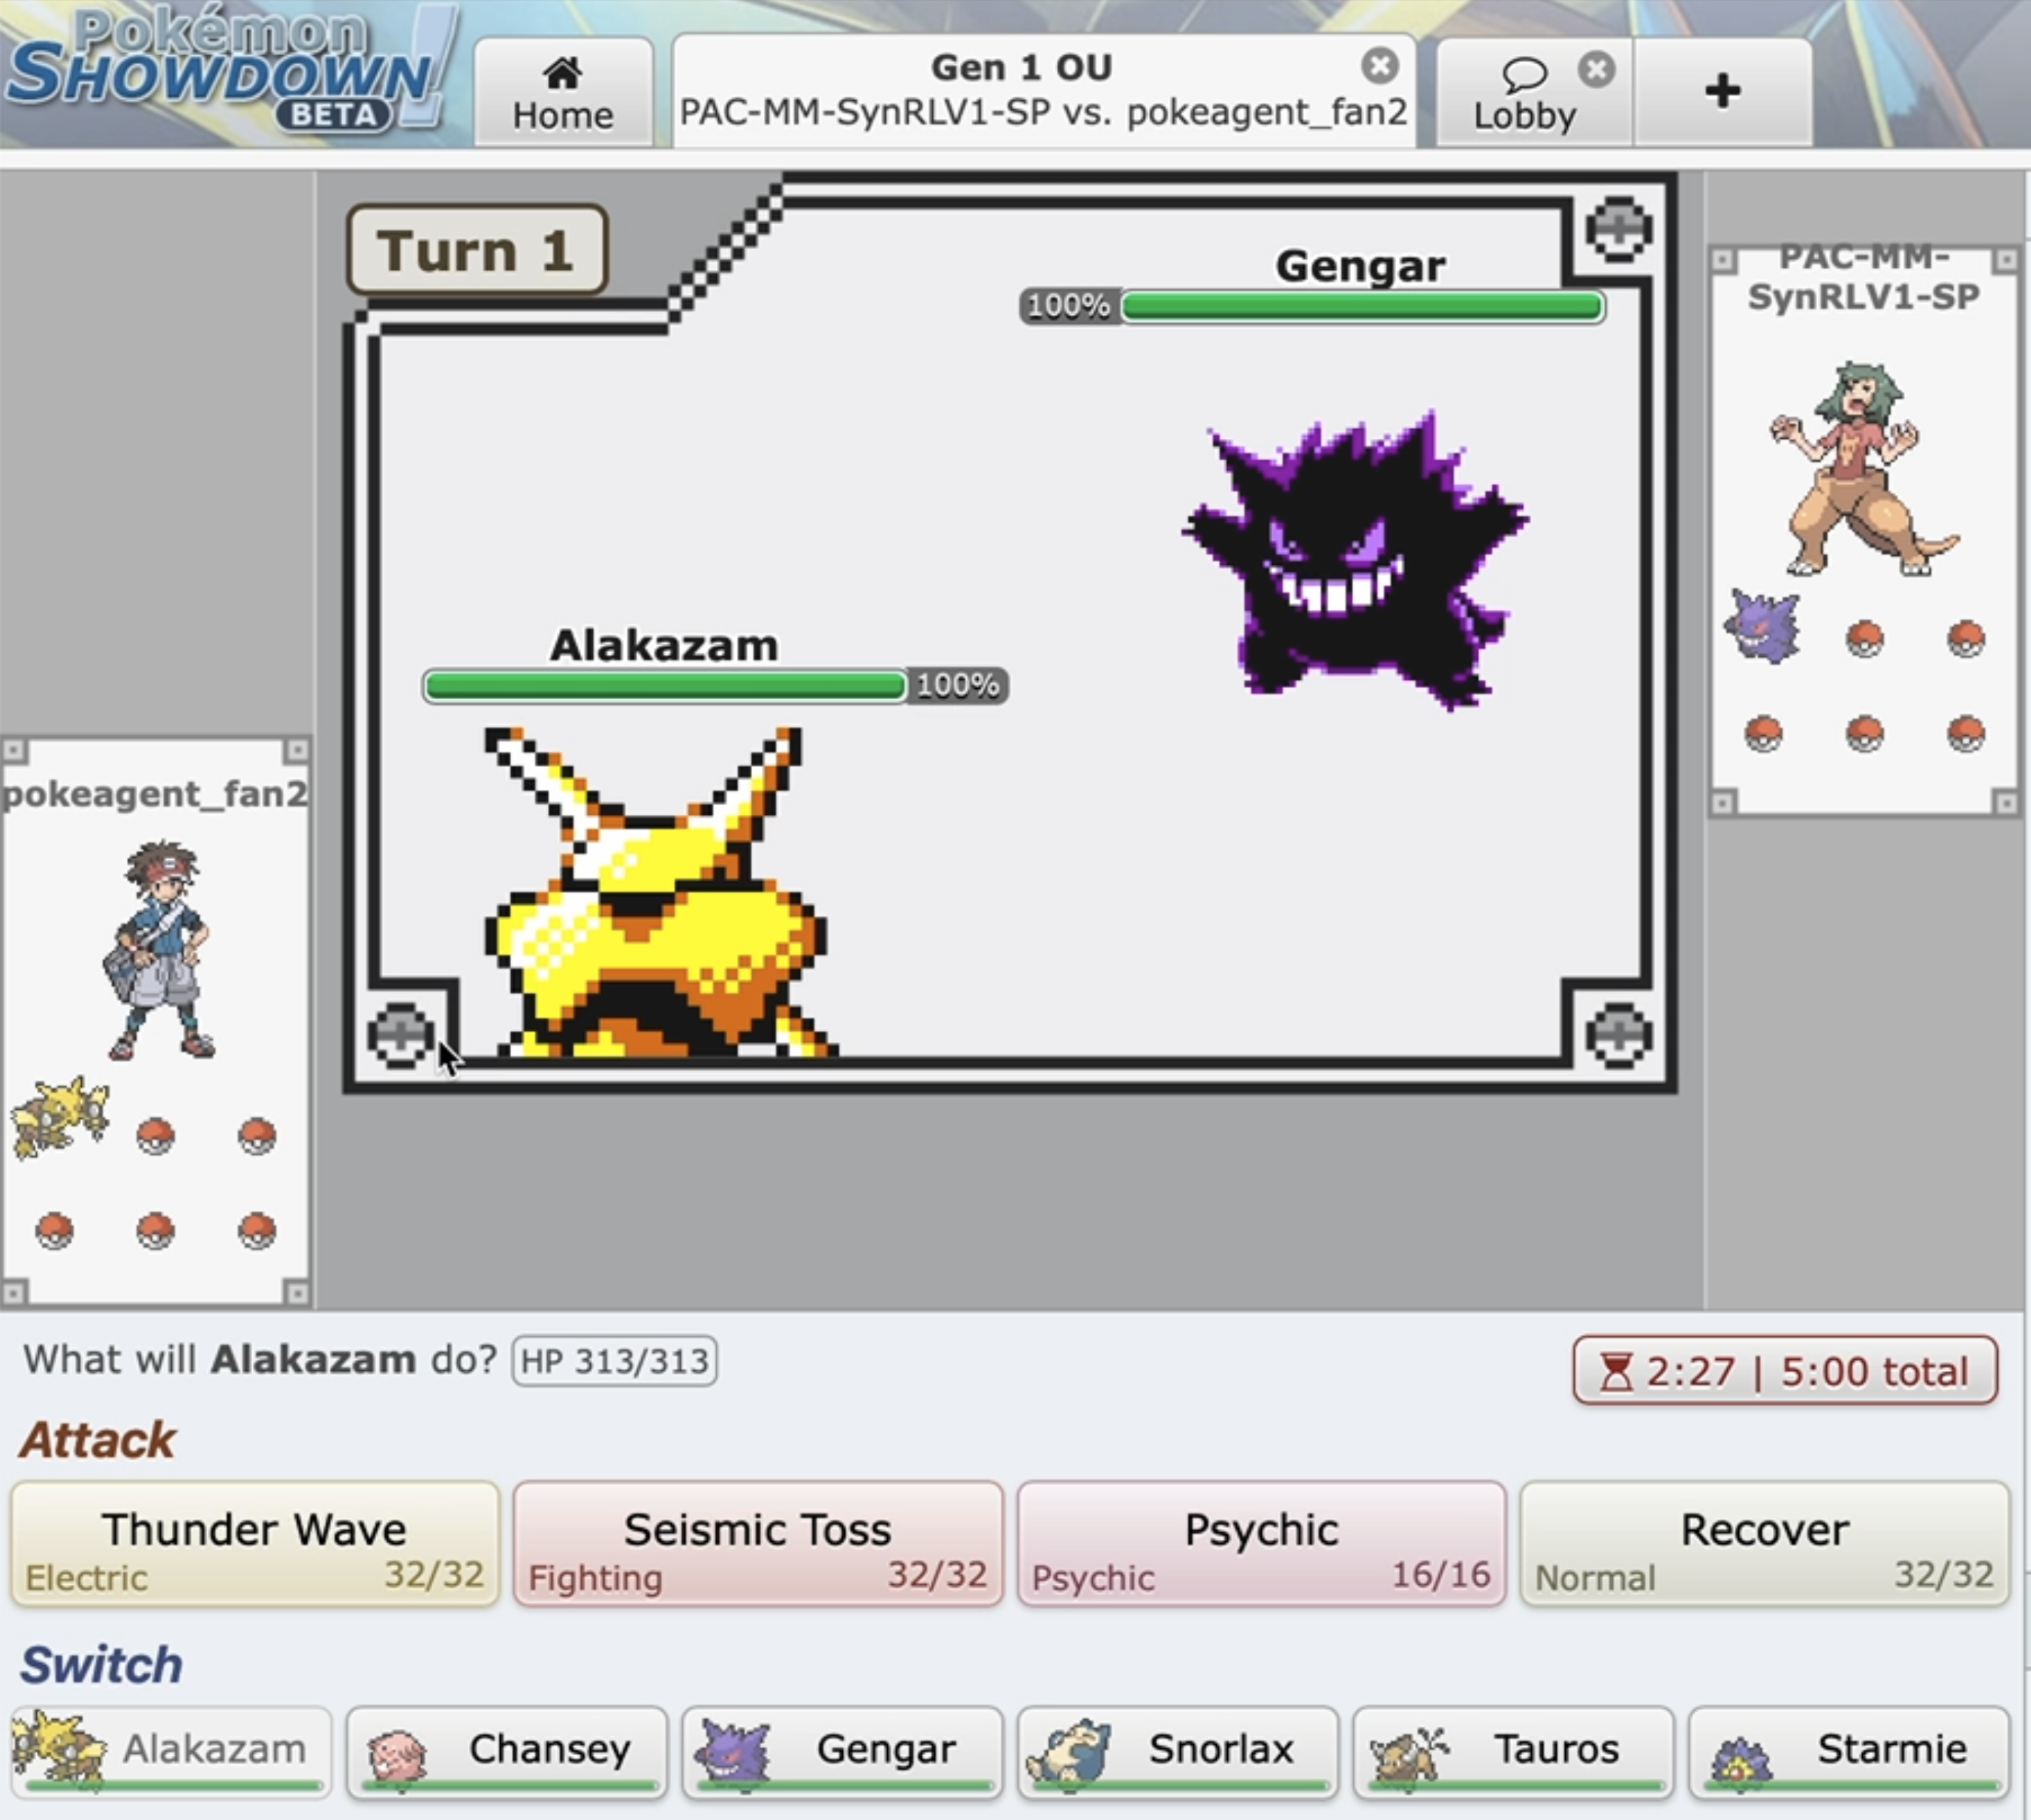 Pokémon
SHOWDOWN!
BETA
Home
Gen 1 OU
PAC-MM-SynRLV1-SP vs. pokeagent_fan2
Lobby
+
Turn 1
Gengar
100%
Alakazam
100%
PAC-MM-
SynRLV1-SP
pokeagent_fan2
What will Alakazam do? HP 313/313
2:27 | 5:00 total
Attack
Thunder Wave
Electric 32/32
Seismic Toss
Fighting 32/32
Psychic
Psychic 16/16
Recover
Normal 32/32
Switch
Alakazam
Chansey
Gengar
Snorlax
Tauros
Starmie